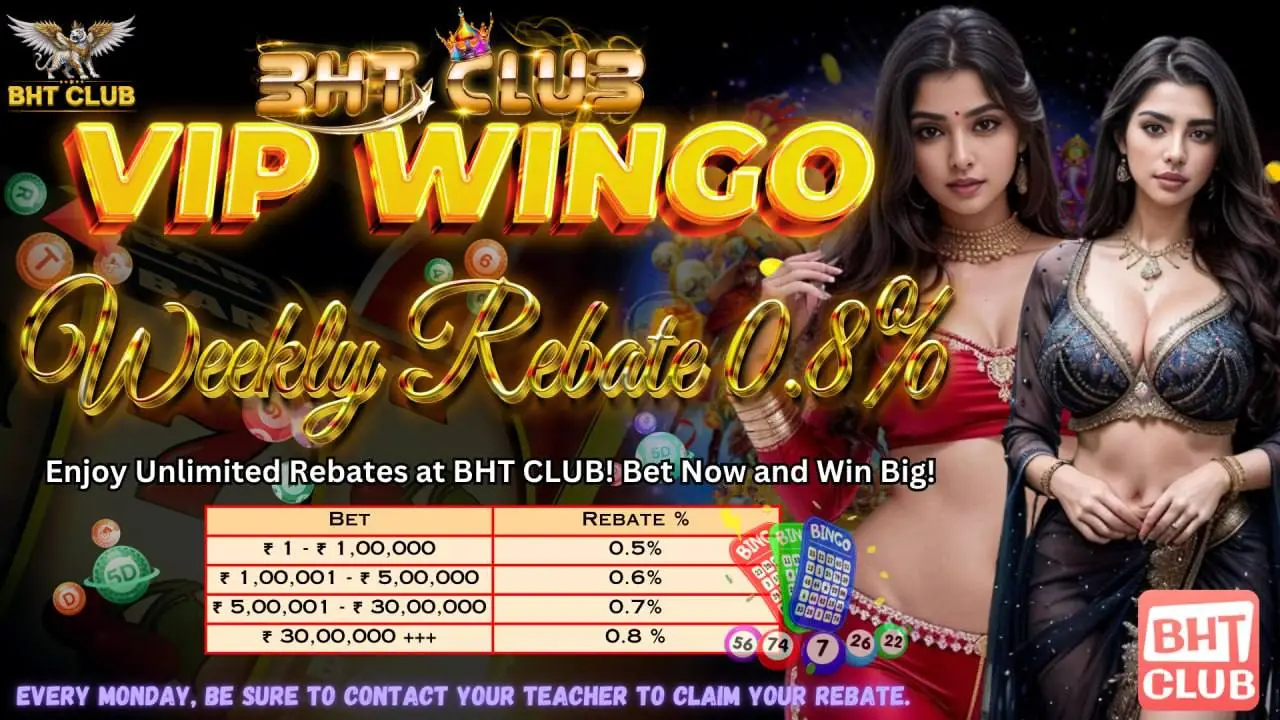 BHT CLUB
BHT CLUB
VIP WINGO
Weekly Rebate 0.8%
Enjoy Unlimited Rebates at BHT CLUB! Bet Now and Win Big!
BET REBATE %
₹ 1 - ₹ 1,00,000 0.5%
₹ 1,00,001 - ₹ 5,00,000 0.6%
₹ 5,00,001 - ₹ 30,00,000 0.7%
₹ 30,00,000 +++ 0.8 %
BINGO
56 74 7 26 22
5D
D
BHT
CLUB
EVERY MONDAY, BE SURE TO CONTACT YOUR TEACHER TO CLAIM YOUR REBATE.